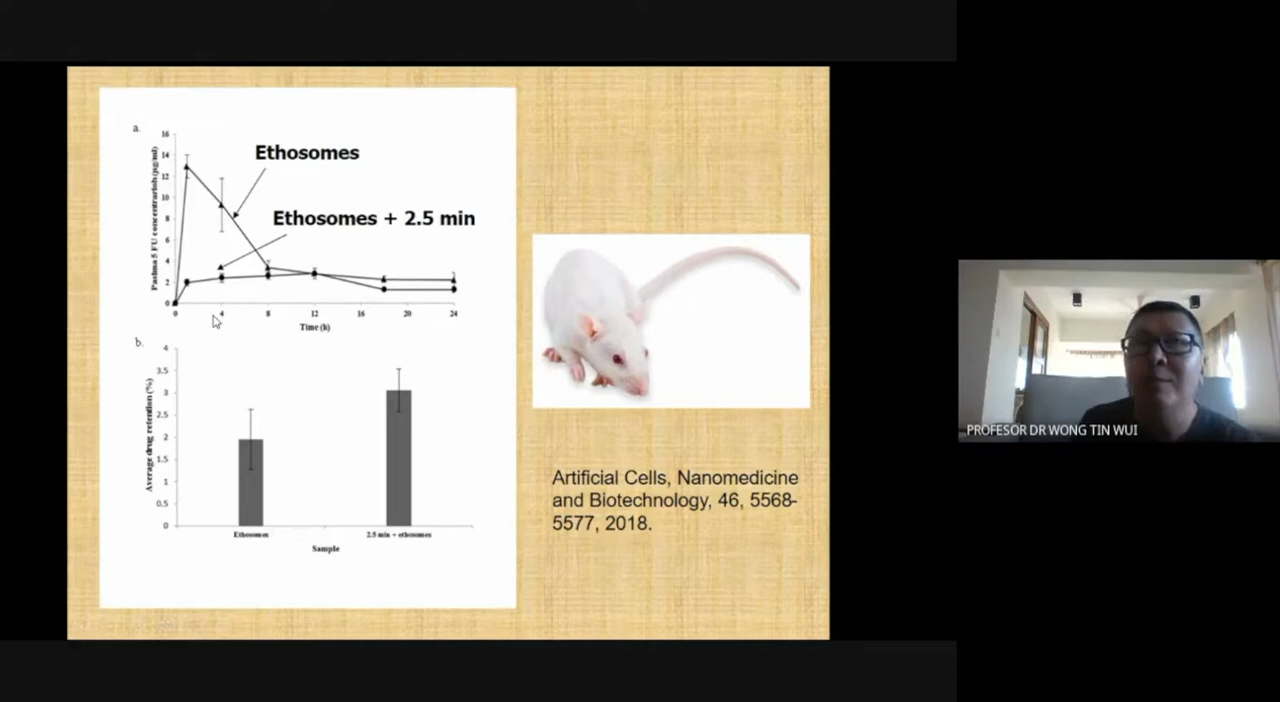 a.
Plasma 5 FU concentration (µg/ml)
16
14
12
10
8
6
4
2
0
Ethosomes
Ethosomes + 2.5 min
0 4 8 12 16 20 24
Time (h)
b.
Average drug retention (%)
4
3.5
3
2.5
2
1.5
1
0.5
0
Ethosomes 2.5 min + ethosomes
Sample
Artificial Cells, Nanomedicine
and Biotechnology, 46, 5568-
5577, 2018.
PROFESOR DR WONG TIN WUI